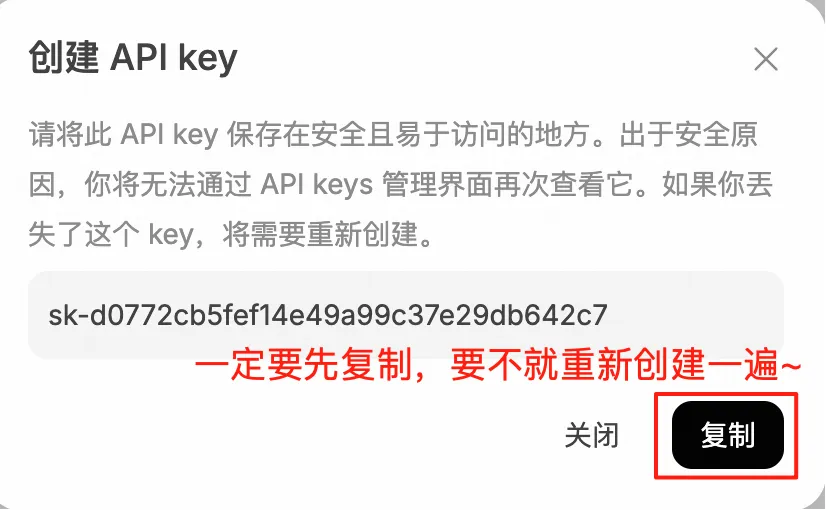 创建 API key
请将此 API key 保存在安全且易于访问的地方。出于安全原
因，你将无法通过 API keys 管理界面再次查看它。如果你丢
失了这个 key，将需要重新创建。
sk-d0772cb5fef14e49a99c37e29db642c7
一定要先复制，要不就重新创建一遍~
关闭
复制